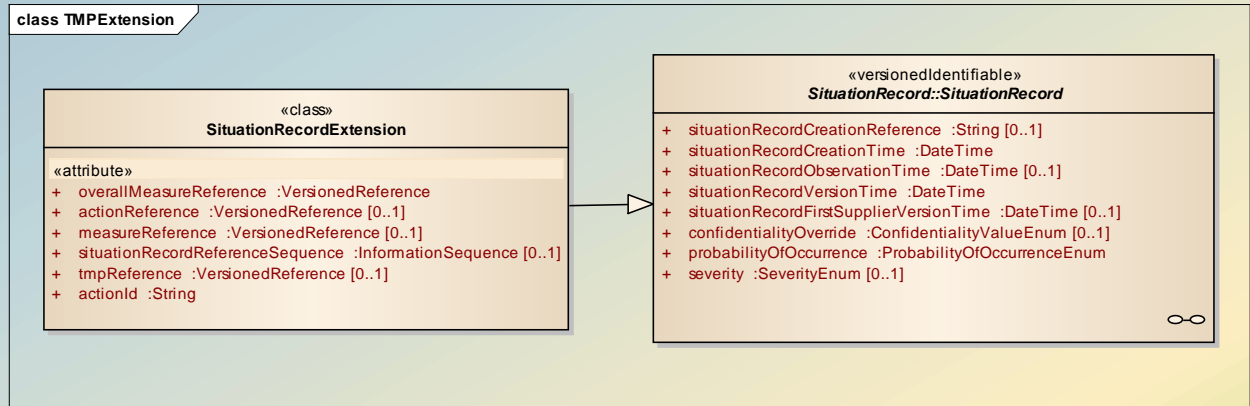 class TMPExtension
«class»
SituationRecordExtension
«attribute»
+ overallMeasureReference :VersionedReference
+ actionReference :VersionedReference [0..1]
+ measureReference :VersionedReference [0..1]
+ situationRecordReferenceSequence :InformationSequence [0..1]
+ tmpReference :VersionedReference [0..1]
+ actionId :String
«versionedIdentifiable»
SituationRecord::SituationRecord
+ situationRecordCreationReference :String [0..1]
+ situationRecordCreationTime :DateTime
+ situationRecordObservationTime :DateTime [0..1]
+ situationRecordVersionTime :DateTime
+ situationRecordFirstSupplierVersionTime :DateTime [0..1]
+ confidentialityOverride :ConfidentialityValueEnum [0..1]
+ probabilityOfOccurrence :ProbabilityOfOccurrenceEnum
+ severity :SeverityEnum [0..1]